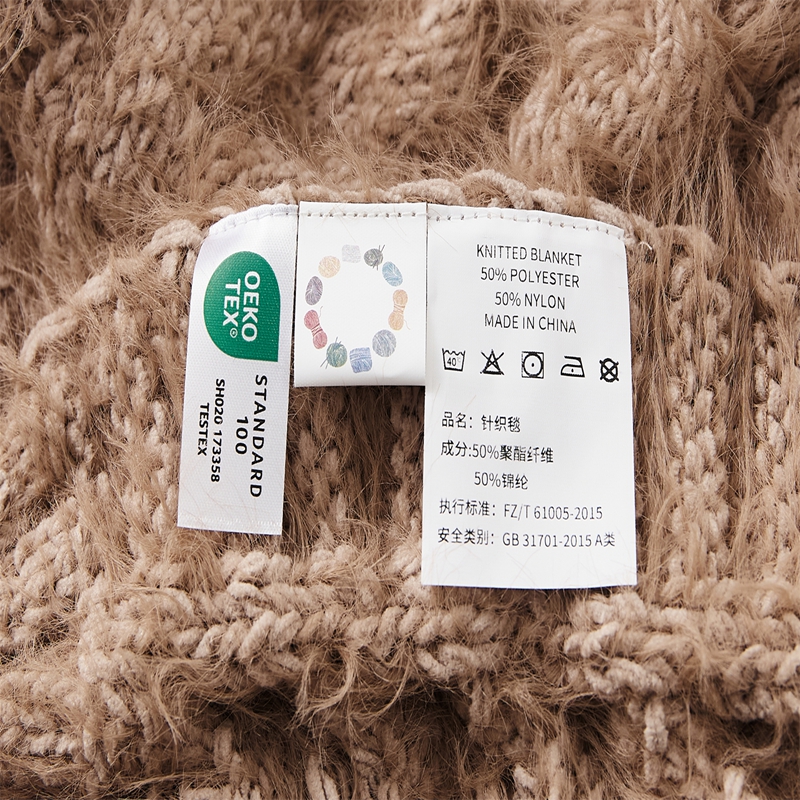 OEKO
TEX®
STANDARD
100
SH020 173358
TESTEX
KNITTED BLANKET
50% POLYESTER
50% NYLON
MADE IN CHINA
40°
品名：针织毯
成分:50%聚酯纤维
50%锦纶
执行标准：FZ/T 61005-2015
安全类别：GB 31701-2015 A类